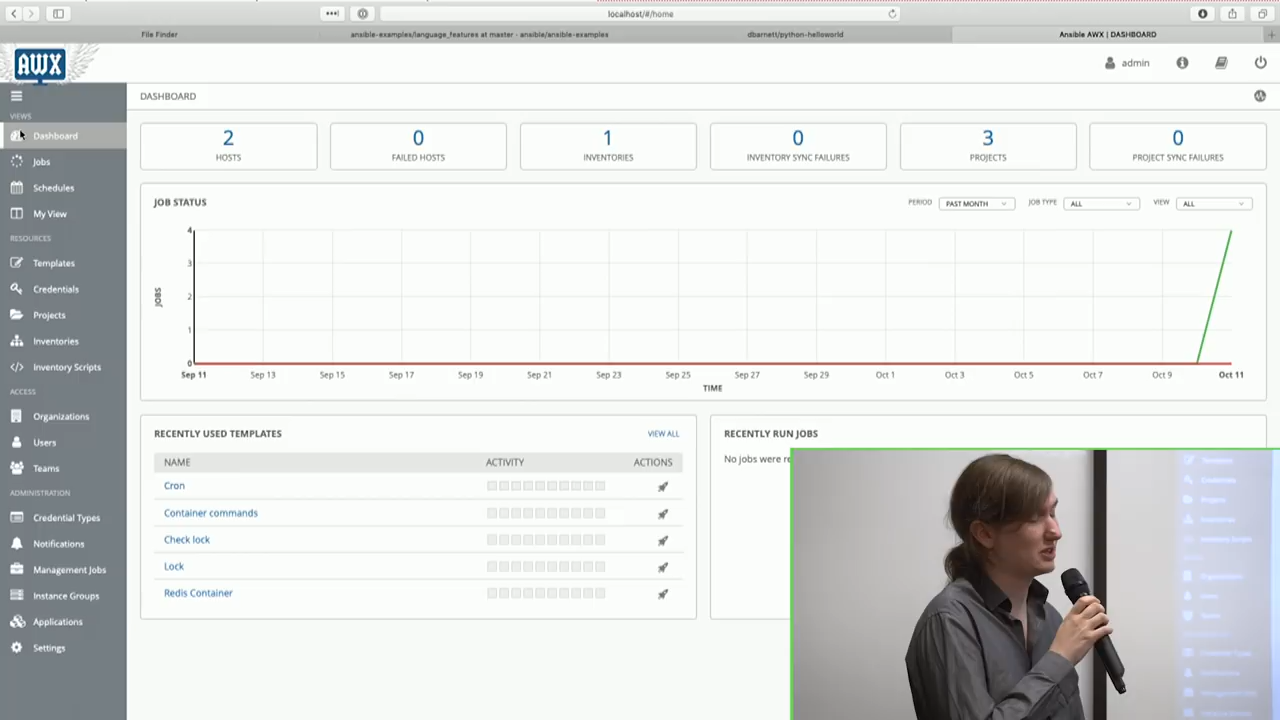 localhost/#/home
File Finder
ansible-examples/language_features at master · ansible/ansible-examples
dbarnett/python-helloworld
Ansible AWX | DASHBOARD
AWX
admin
VIEWS
Dashboard
Jobs
Schedules
My View
RESOURCES
Templates
Credentials
Projects
Inventories
Inventory Scripts
ACCESS
Organizations
Users
Teams
ADMINISTRATION
Credential Types
Notifications
Management Jobs
Instance Groups
Applications
Settings
DASHBOARD
2
HOSTS
0
FAILED HOSTS
1
INVENTORIES
0
INVENTORY SYNC FAILURES
3
PROJECTS
0
PROJECT SYNC FAILURES
JOB STATUS
PERIOD PAST MONTH JOB TYPE ALL VIEW ALL
4
3
2
1
0
JOBS
Sep 11 Sep 13 Sep 15 Sep 17 Sep 19 Sep 21 Sep 23 Sep 25 Sep 27 Sep 29 Oct 1 Oct 3 Oct 5 Oct 7 Oct 9 Oct 11
TIME
RECENTLY USED TEMPLATES VIEW ALL
NAME ACTIVITY ACTIONS
Cron
Container commands
Check lock
Lock
Redis Container
RECENTLY RUN JOBS
No jobs were